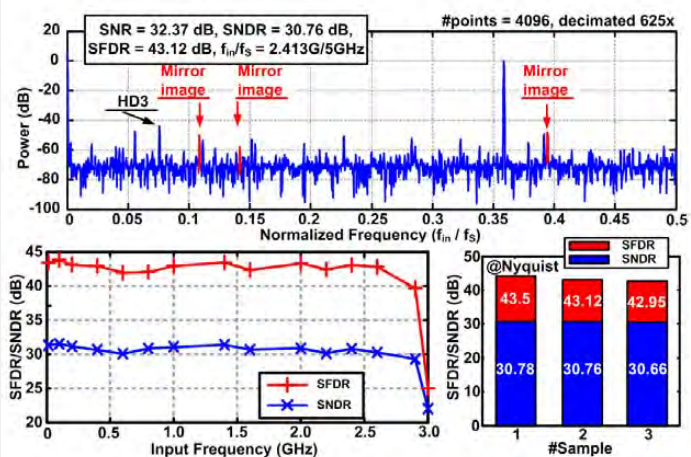 SNR = 32.37 dB, SNDR = 30.76 dB,
SFDR = 43.12 dB, fin/fS = 2.413G/5GHz
#points = 4096, decimated 625x
Mirror image
Mirror image
Mirror image
HD3
Power (dB)
20
0
-20
-40
-60
-80
-100
0 0.05 0.1 0.15 0.2 0.25 0.3 0.35 0.4 0.45 0.5
Normalized Frequency (fin / fS)
SFDR/SNDR (dB)
45
40
35
30
25
20
SFDR
SNDR
0 0.5 1.0 1.5 2.0 2.5 3.0
Input Frequency (GHz)
SFDR
SNDR
@Nyquist
SFDR/SNDR (dB)
50
40
30
20
10
0
43.5 43.12 42.95
30.78 30.76 30.66
1 2 3
#Sample